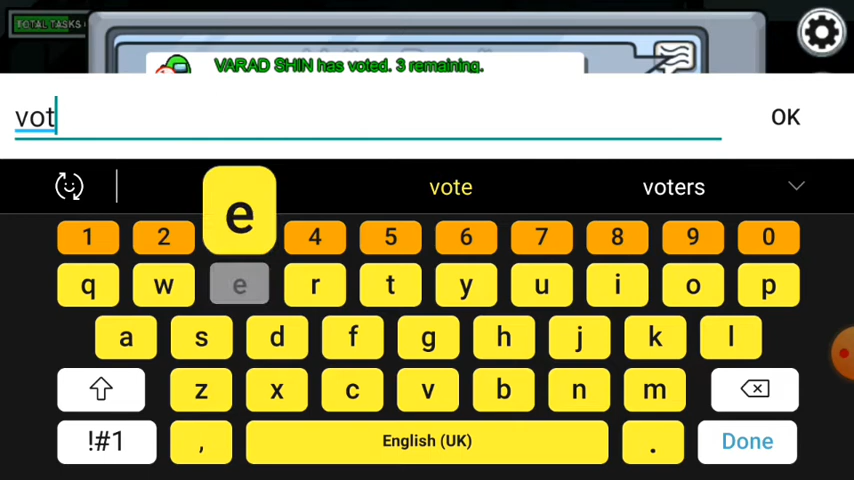 TOTAL TASKS
VARAD SHIN has voted. 3 remaining.
vot
OK
vote voters
e
1 2 4 5 6 7 8 9 0
q w e r t y u i o p
a s d f g h j k l
z x c v b n m
!#1 , English (UK) . Done